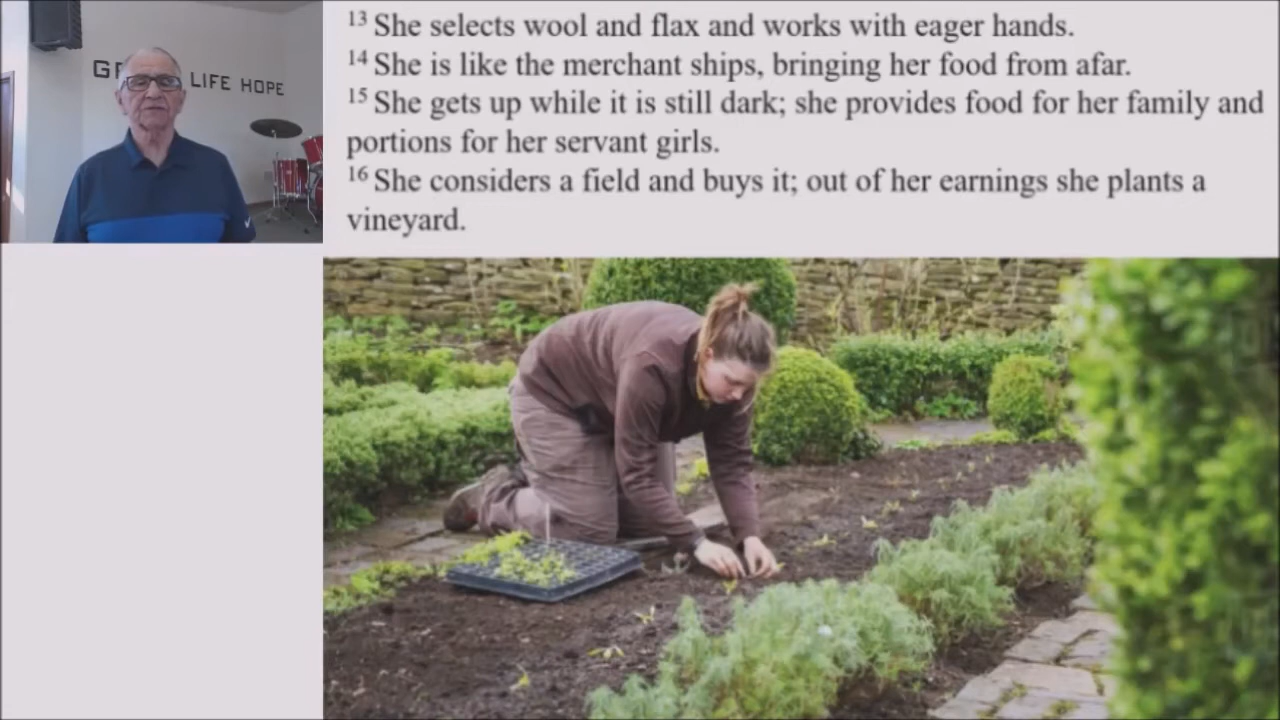 G LIFE HOPE
13 She selects wool and flax and works with eager hands.
14 She is like the merchant ships, bringing her food from afar.
15 She gets up while it is still dark; she provides food for her family and
portions for her servant girls.
16 She considers a field and buys it; out of her earnings she plants a
vineyard.